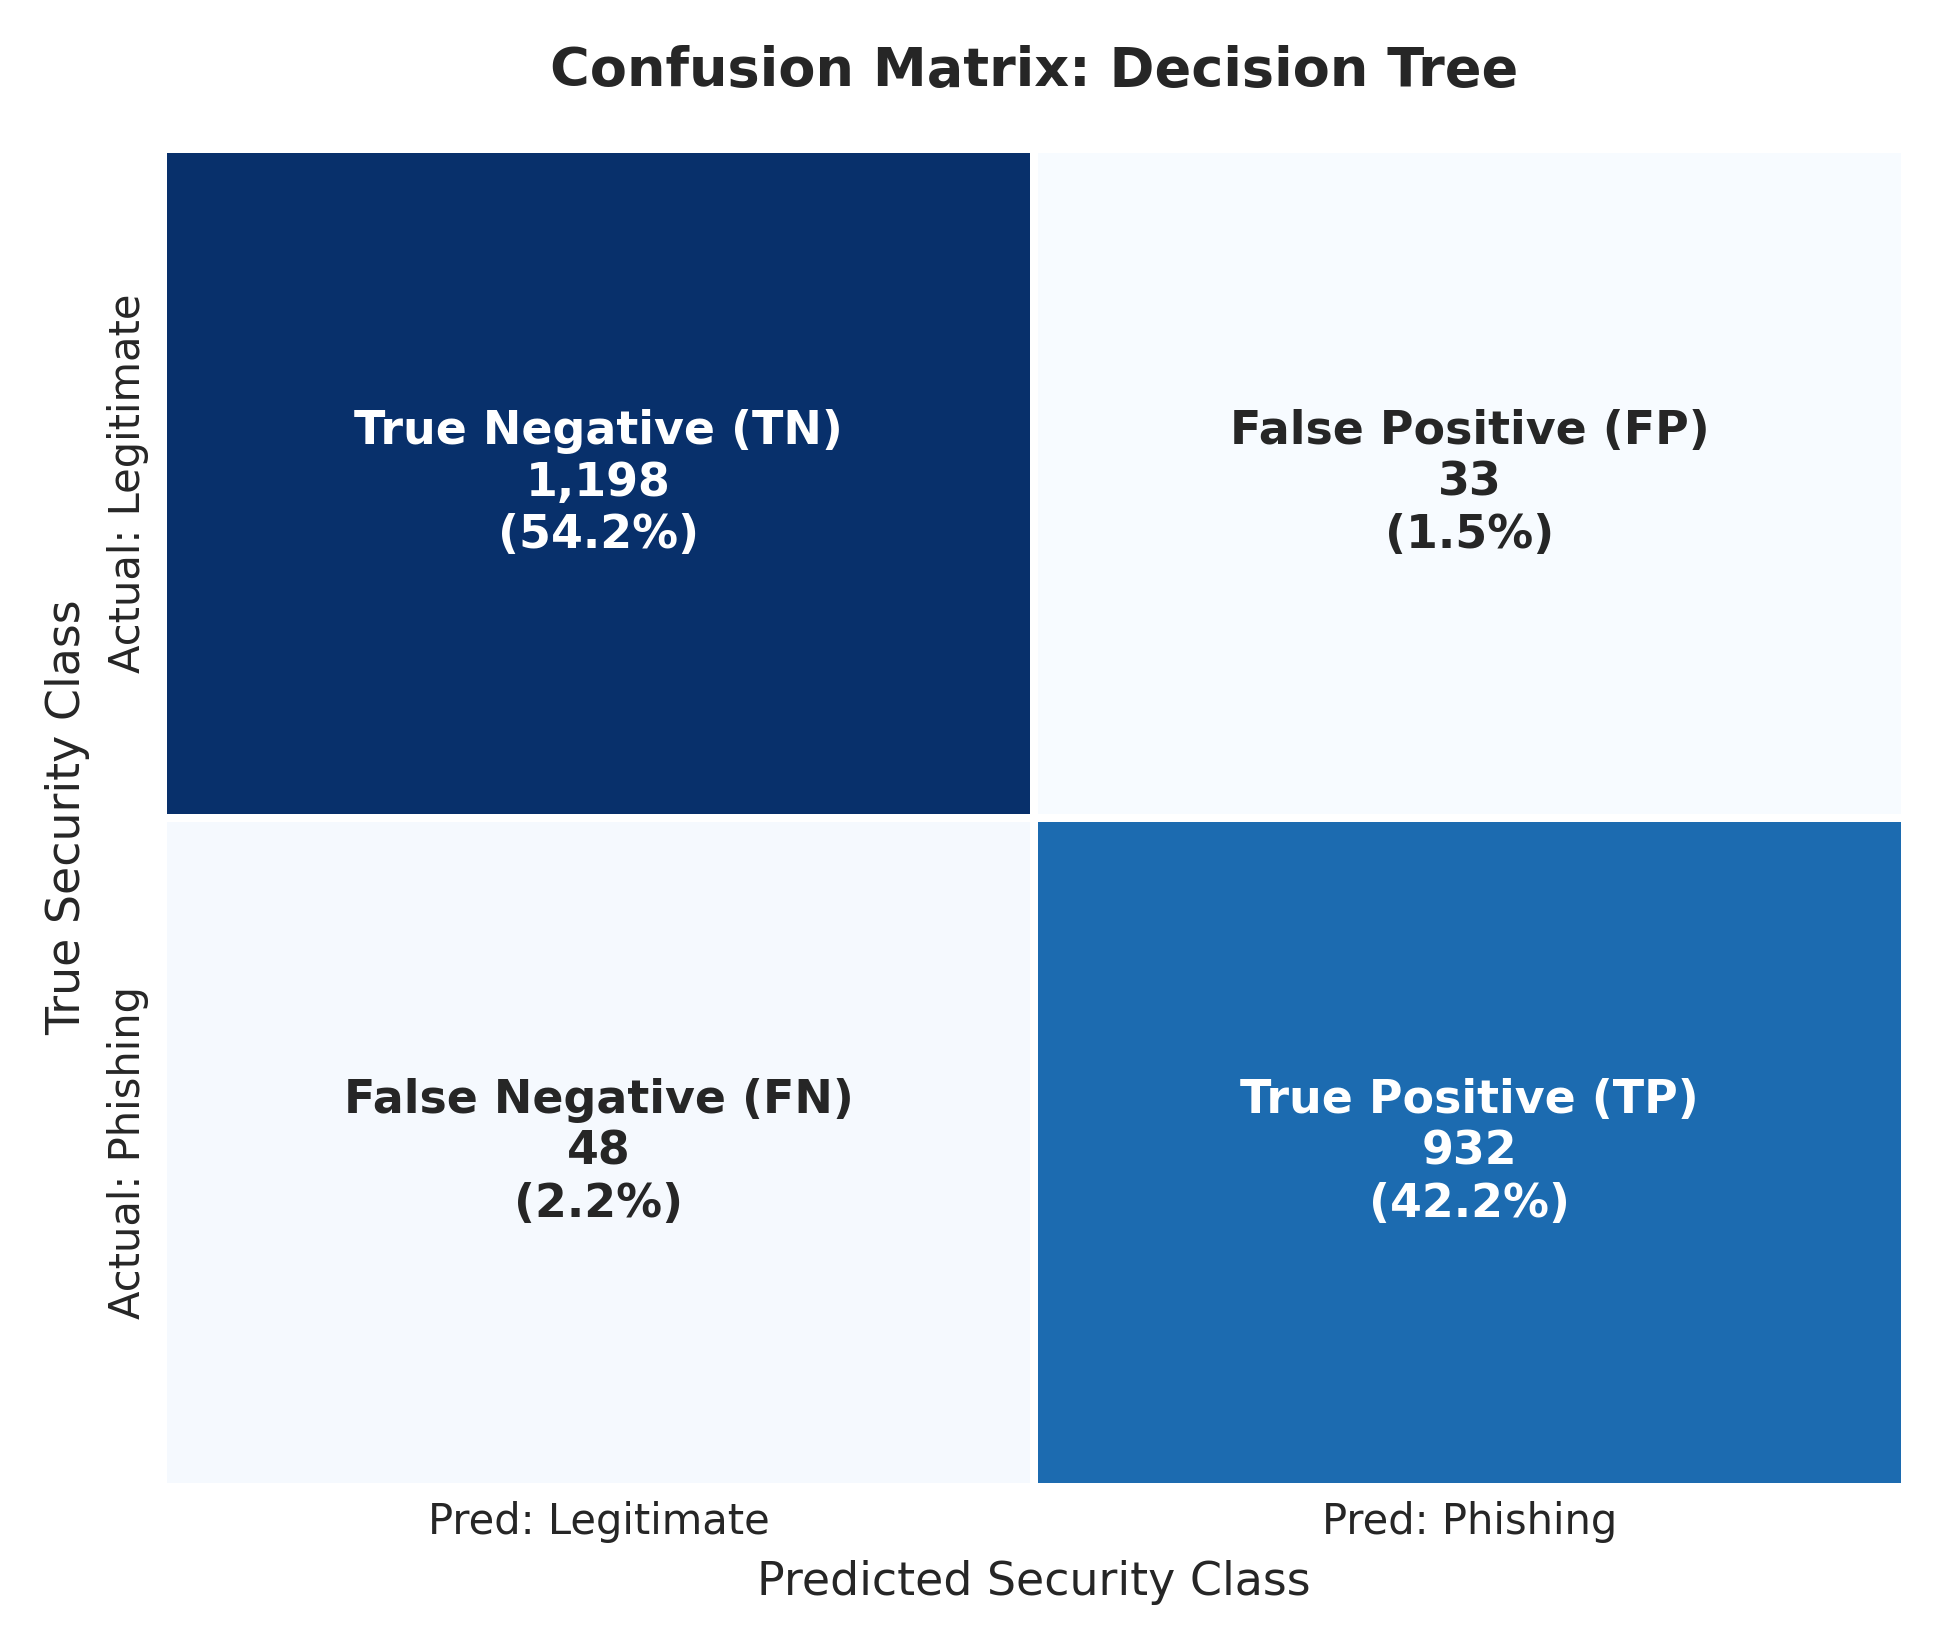 Confusion Matrix: Decision Tree
True Security Class
Actual: Legitimate
True Negative (TN)
1,198
(54.2%)
False Positive (FP)
33
(1.5%)
Actual: Phishing
False Negative (FN)
48
(2.2%)
True Positive (TP)
932
(42.2%)
Pred: Legitimate
Pred: Phishing
Predicted Security Class